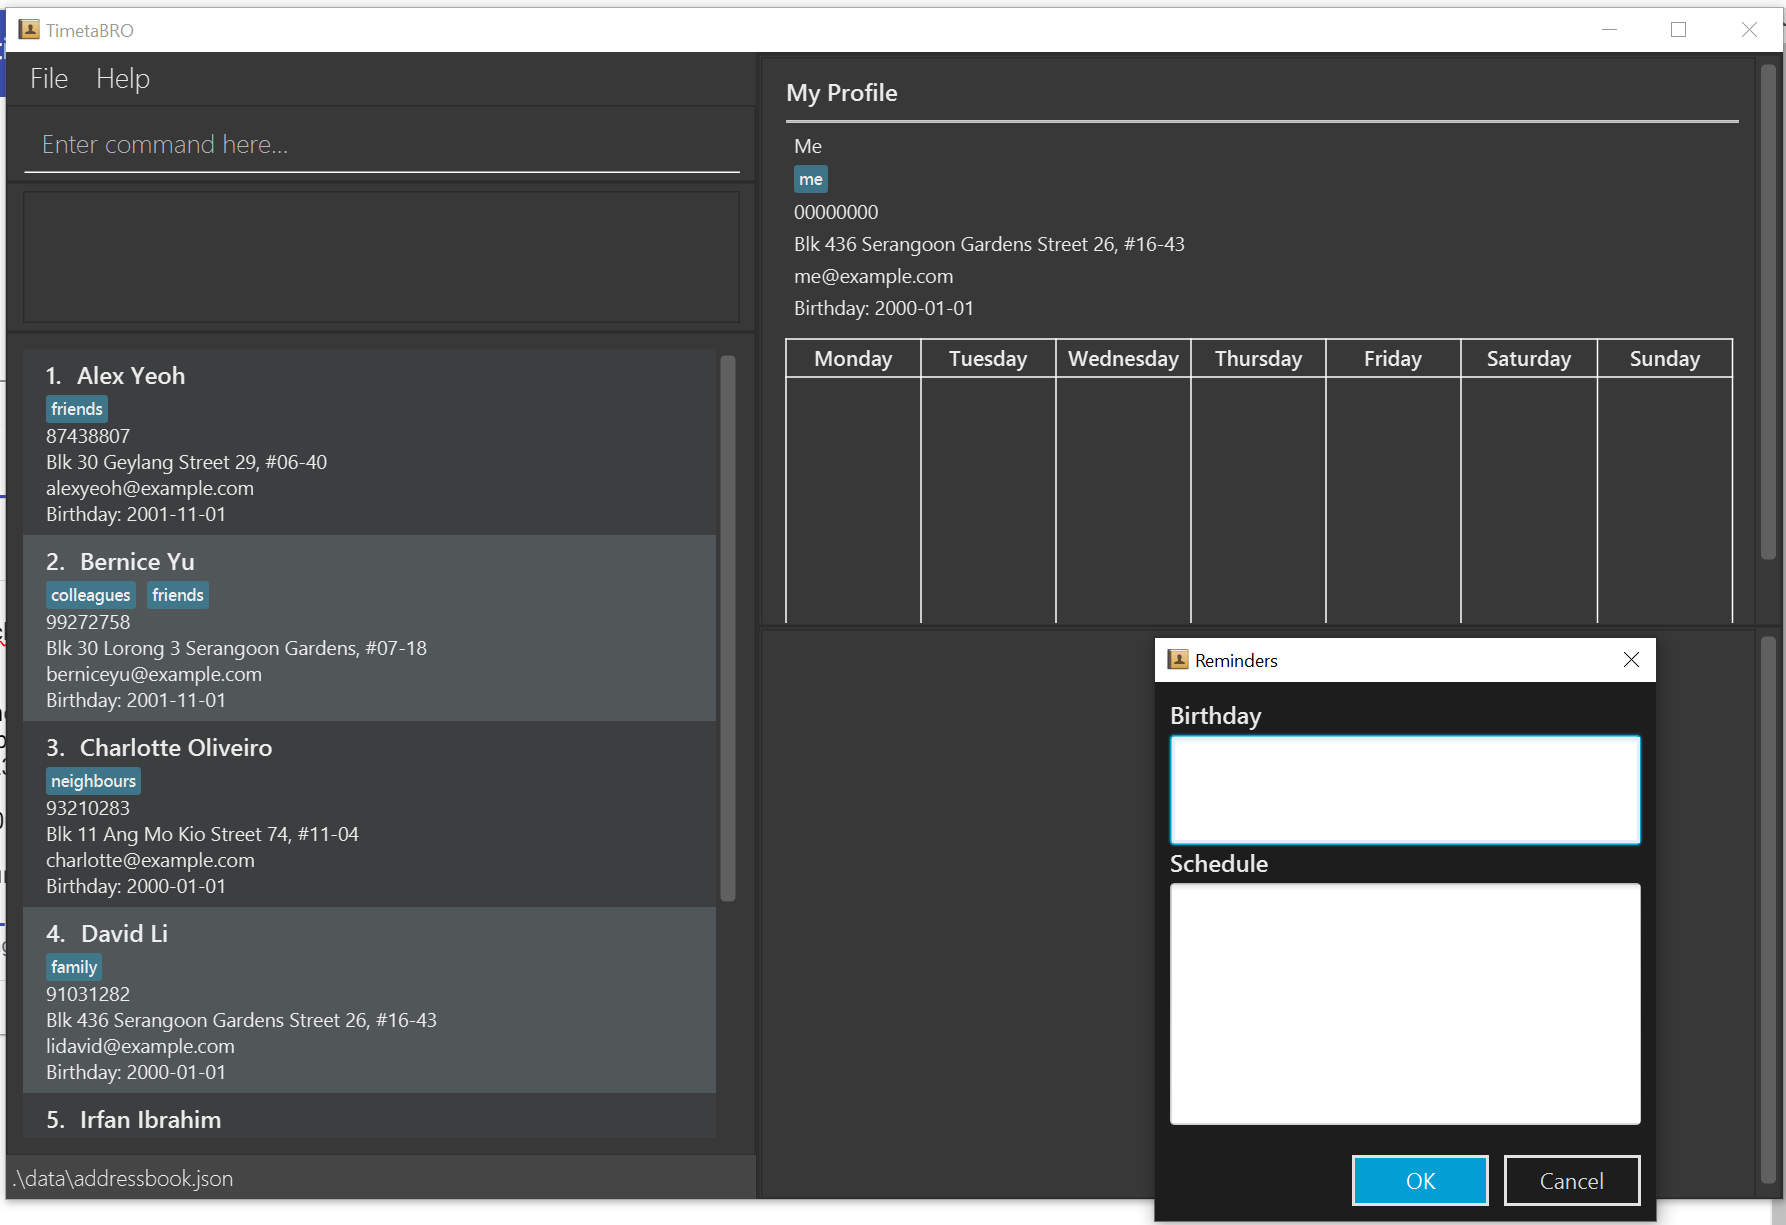 TimetaBRO
File Help
Enter command here...
1. Alex Yeoh
friends
87438807
Blk 30 Geylang Street 29, #06-40
alexyeoh@example.com
Birthday: 2001-11-01
2. Bernice Yu
colleagues friends
99272758
Blk 30 Lorong 3 Serangoon Gardens, #07-18
berniceyu@example.com
Birthday: 2001-11-01
3. Charlotte Oliveiro
neighbours
93210283
Blk 11 Ang Mo Kio Street 74, #11-04
charlotte@example.com
Birthday: 2000-01-01
4. David Li
family
91031282
Blk 436 Serangoon Gardens Street 26, #16-43
lidavid@example.com
Birthday: 2000-01-01
5. Irfan Ibrahim
.\data\addressbook.json
My Profile
Me
me
00000000
Blk 436 Serangoon Gardens Street 26, #16-43
me@example.com
Birthday: 2000-01-01
Monday Tuesday Wednesday Thursday Friday Saturday Sunday
Reminders
Birthday
Schedule
OK Cancel